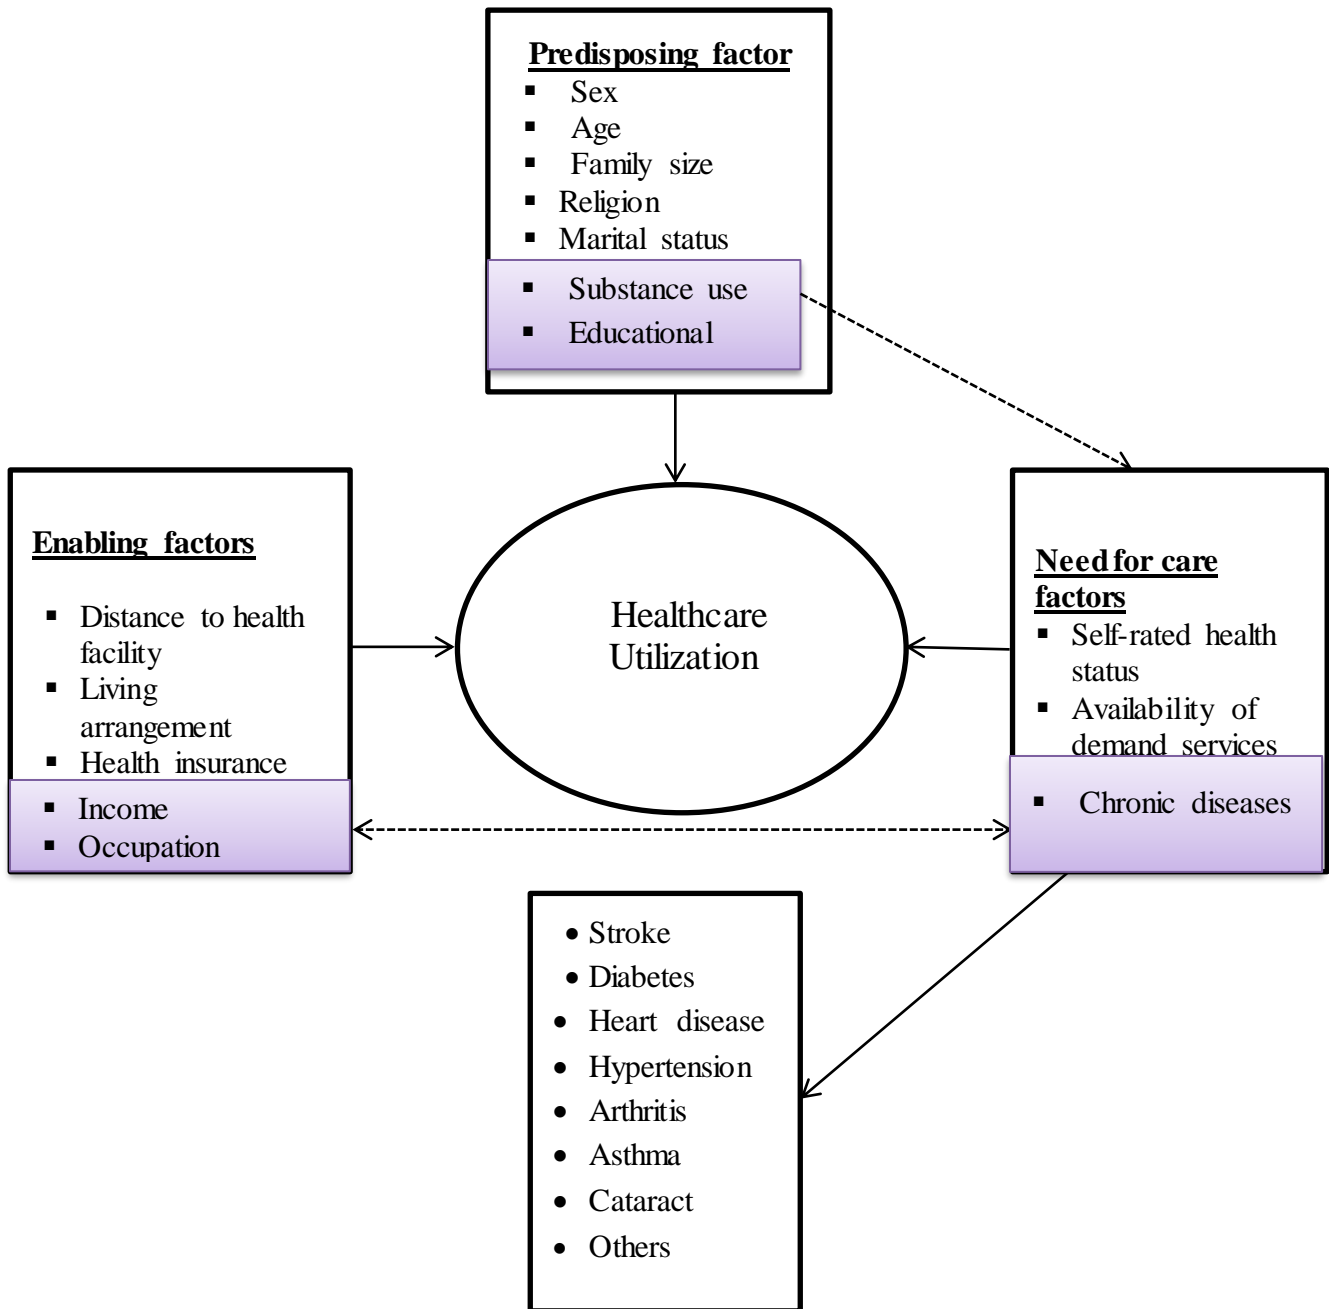 Predisposing factor
▪ Sex
▪ Age
▪ Family size
▪ Religion
▪ Marital status
▪ Substance use
▪ Educational
Enabling factors
▪ Distance to health
facility
▪ Living
arrangement
▪ Health insurance
▪ Income
▪ Occupation
Healthcare
Utilization
Need for care
factors
▪ Self-rated health
status
▪ Availability of
demand services
▪ Chronic diseases
• Stroke
• Diabetes
• Heart disease
• Hypertension
• Arthritis
• Asthma
• Cataract
• Others